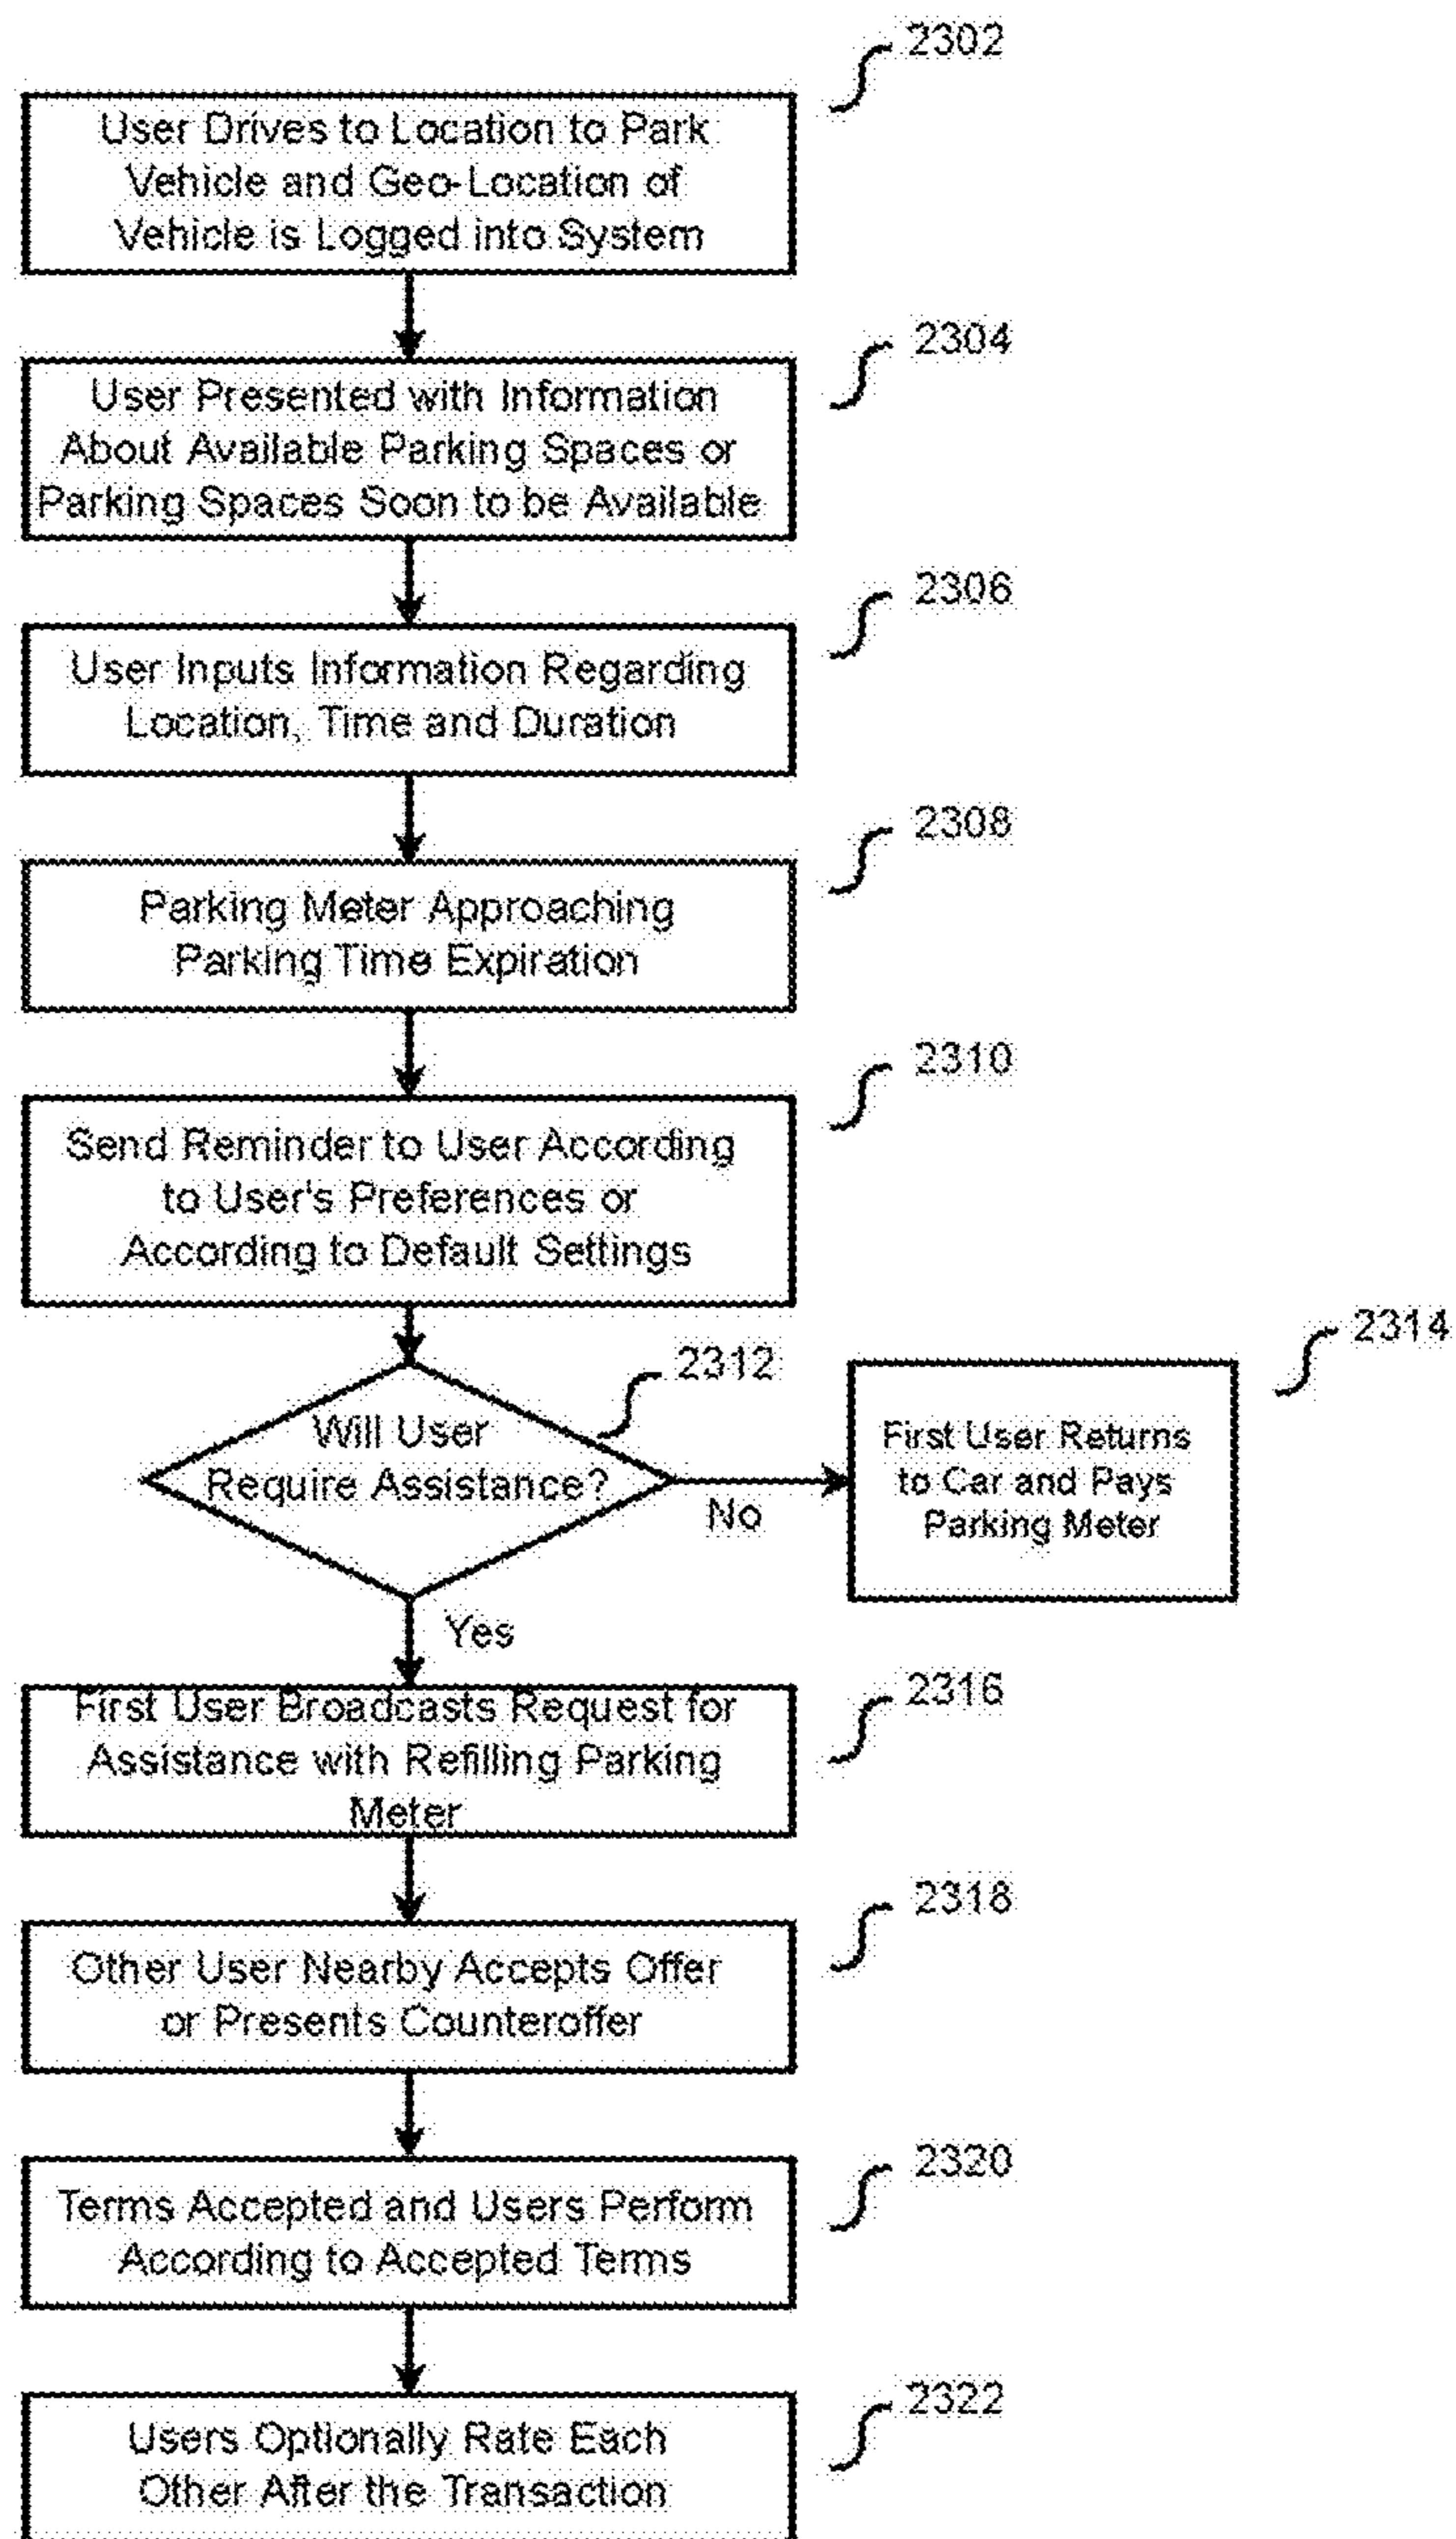 2302
User Drives to Location to Park
Vehicle and Geo-Location of
Vehicle is Logged into System
2304
User Presented with Information
About Available Parking Spaces or
Parking Spaces Soon to be Available
2306
User Inputs Information Regarding
Location, Time and Duration
2308
Parking Meter Approaching
Parking Time Expiration
2310
Send Reminder to User According
to User's Preferences or
According to Default Settings
2312
Will User
Require Assistance?
No
2314
First User Returns
to Car and Pays
Parking Meter
Yes
2316
First User Broadcasts Request for
Assistance with Refilling Parking
Meter
2318
Other User Nearby Accepts Offer
or Presents Counteroffer
2320
Terms Accepted and Users Perform
According to Accepted Terms
2322
Users Optionally Rate Each
Other After the Transaction